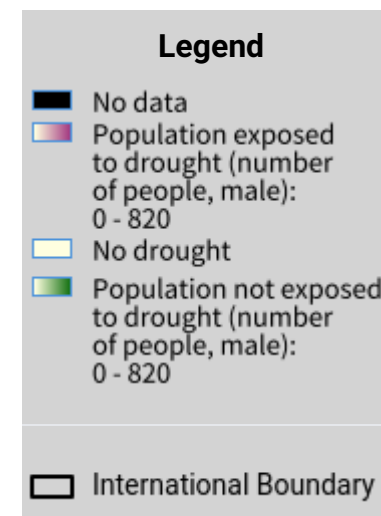 Legend
No data
Population exposed
to drought (number
of people, male):
0 - 820
No drought
Population not exposed
to drought (number
of people, male):
0 - 820
International Boundary